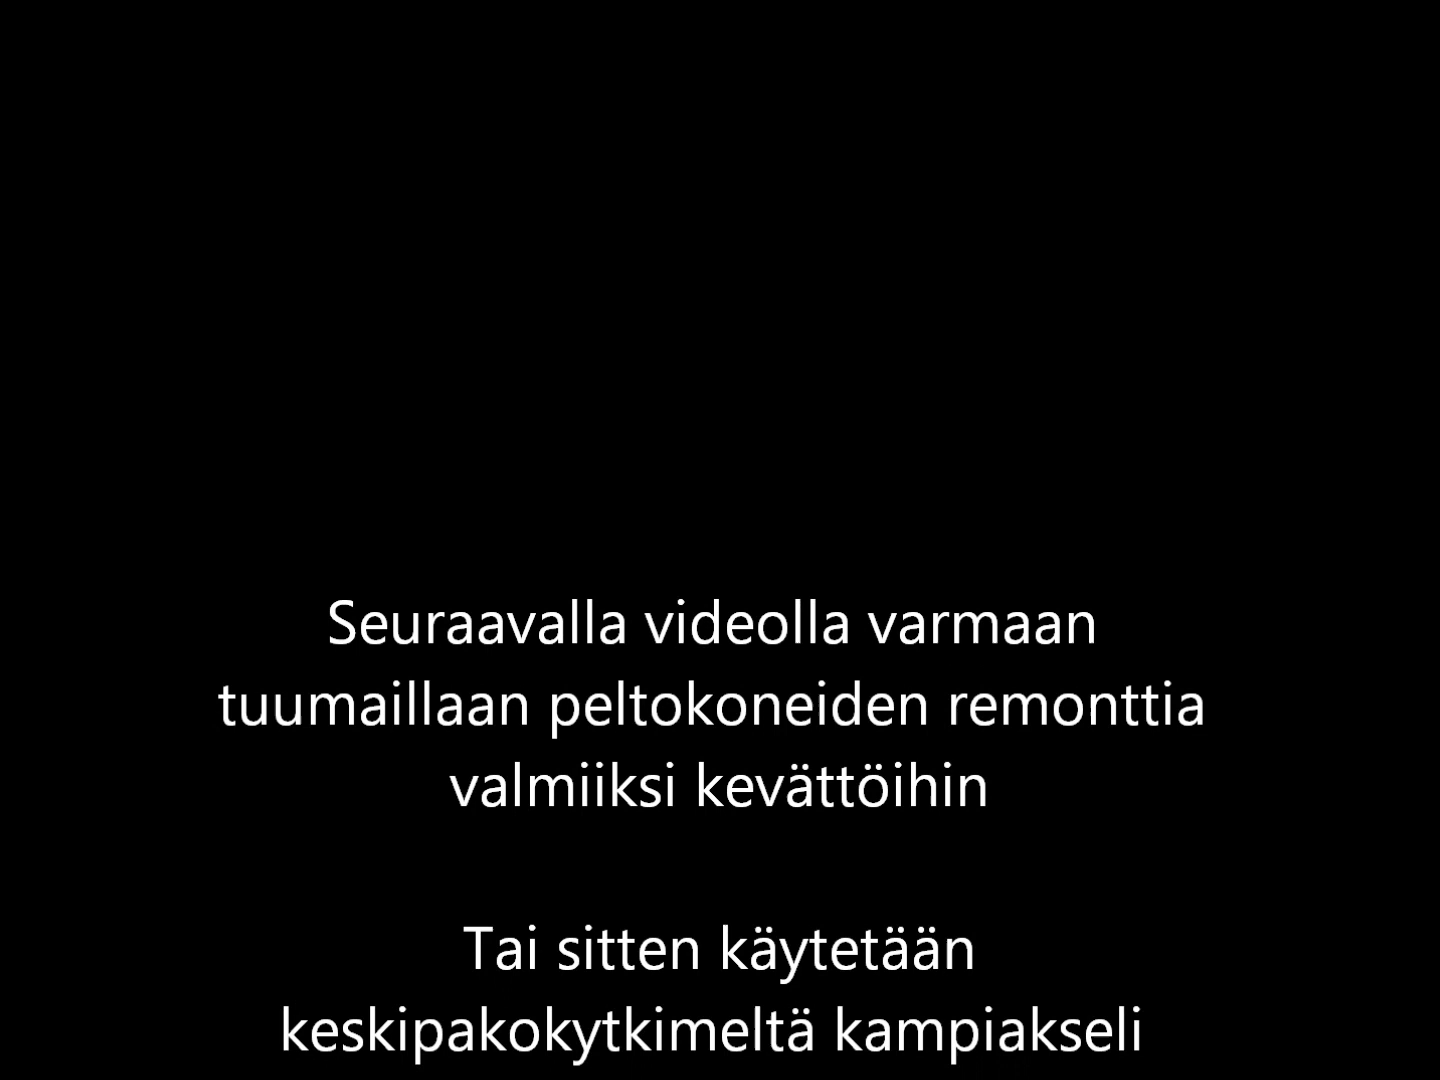 Seuraavalla videolla varmaan
tuumaillaan peltokoneiden remonttia
valmiiksi kevättöihin
Tai sitten käytetään
keskipakokytkimeltä kampiakseli